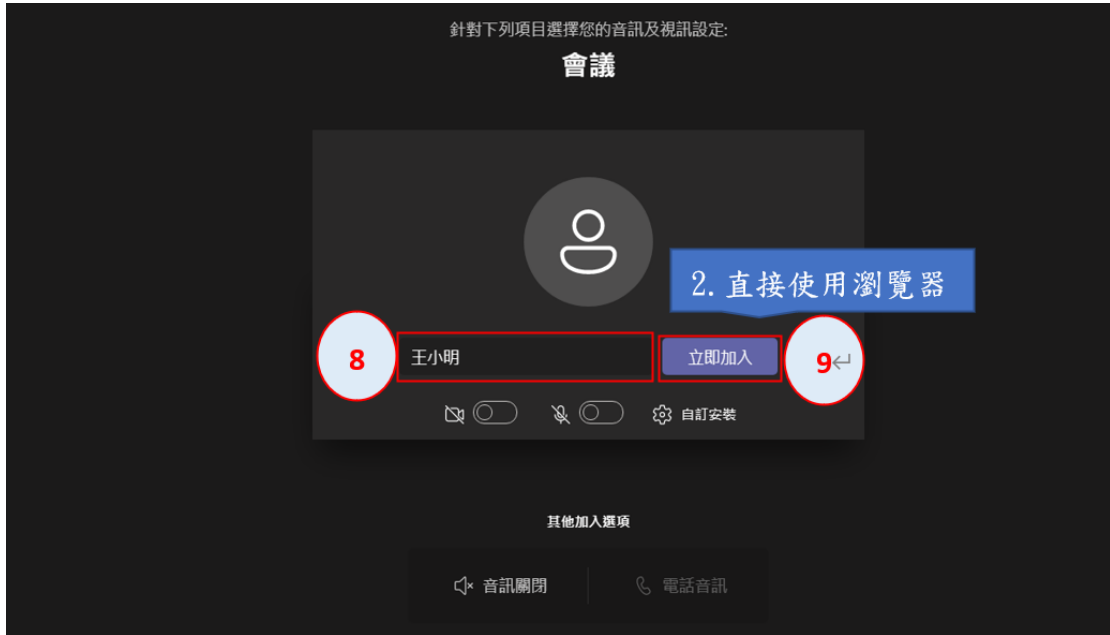 針對下列項目選擇您的音訊及視訊設定:
會議
2.直接使用瀏覽器
8
王小明
立即加入
9
自訂安裝
其他加入選項
音訊關閉
電話音訊